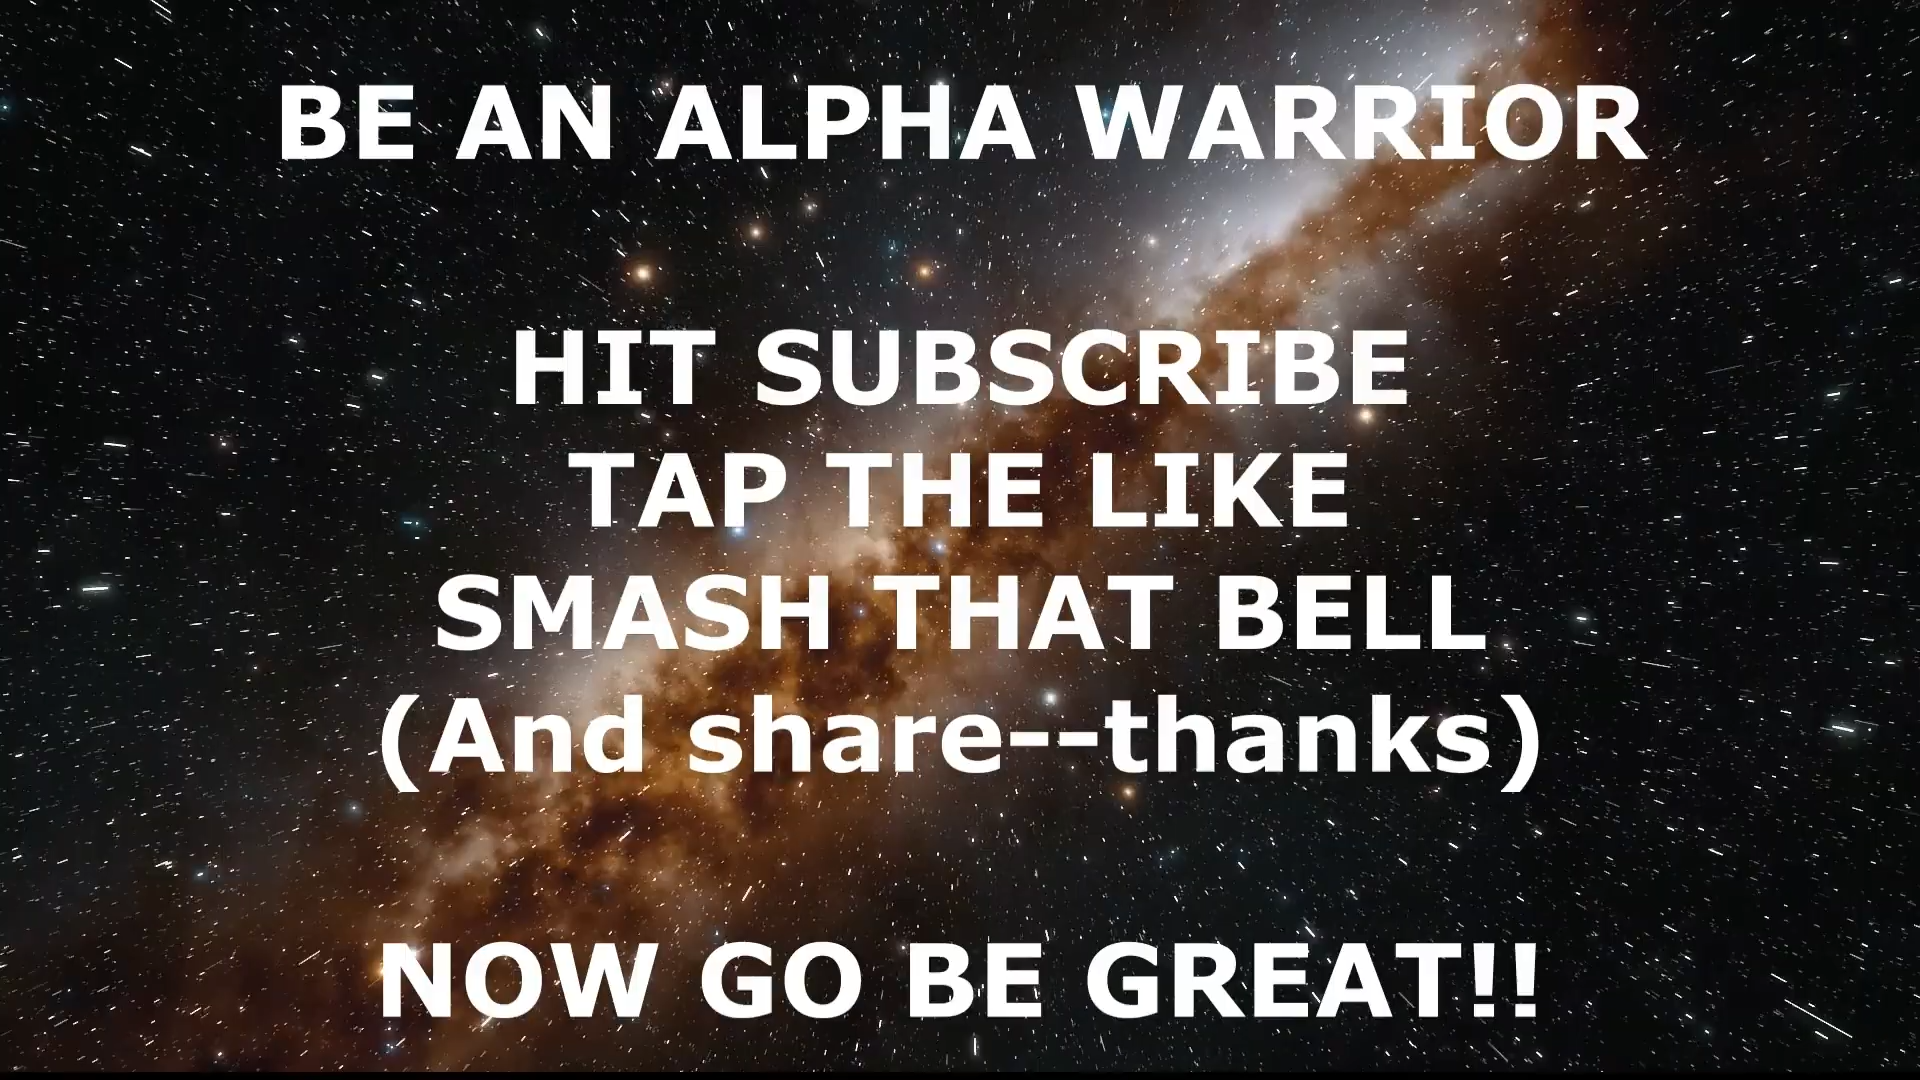 BE AN ALPHA WARRIOR
HIT SUBSCRIBE
TAP THE LIKE
SMASH THAT BELL
(And share--thanks)
NOW GO BE GREAT!!